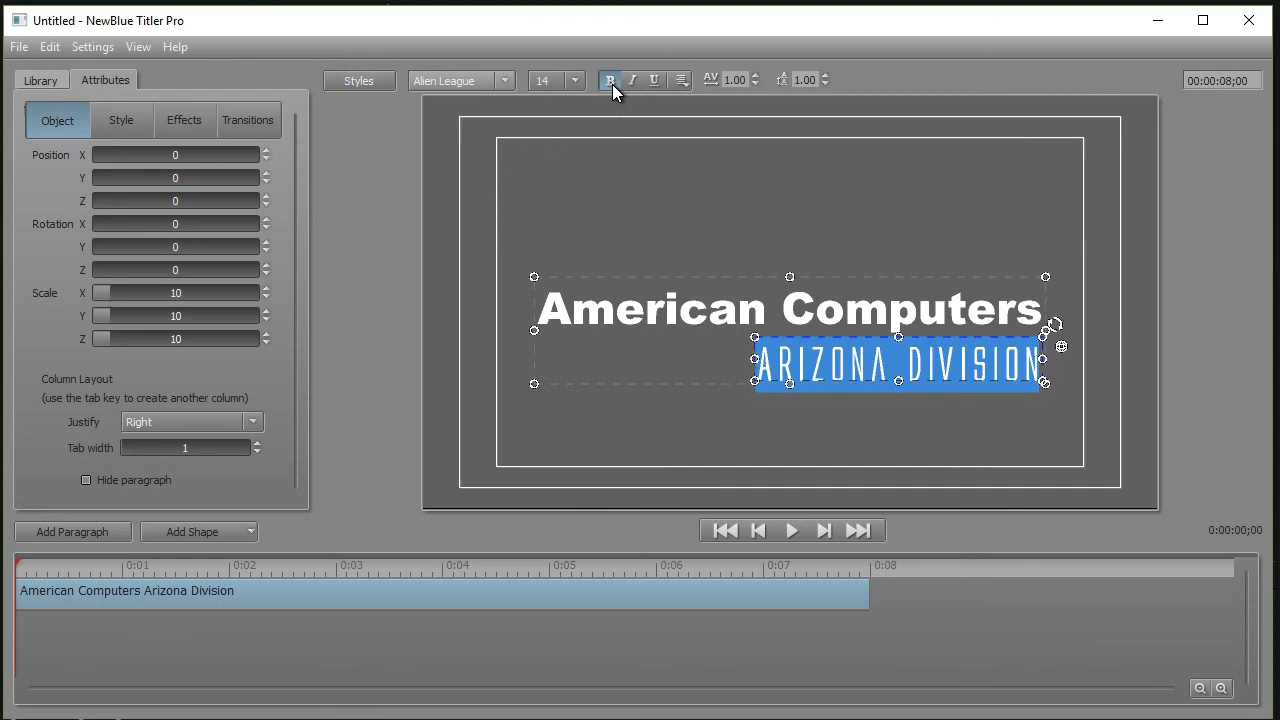 Untitled - NewBlue Titler Pro
File Edit Settings View Help
Library Attributes Styles Alien League 14 B I U AV 1.00 A 1.00 00:00:08;00
Object Style Effects Transitions
Position X 0
Y 0
Z 0
Rotation X 0
Y 0
Z 0
Scale X 10
Y 10
Z 10
American Computers
ARIZONA DIVISION
Column Layout
(use the tab key to create another column)
Justify Right
Tab width 1
Hide paragraph
Add Paragraph Add Shape 0:00:00;00
0:01 0:02 0:03 0:04 0:05 0:06 0:07 0:08
American Computers Arizona Division